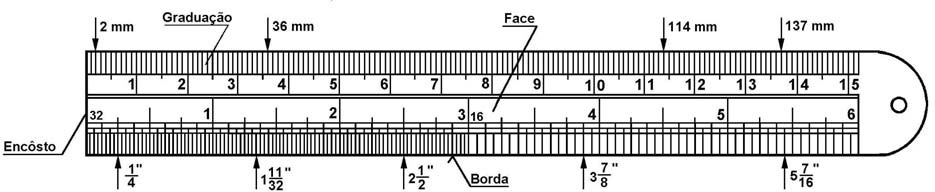 Graduação
Face
2 mm
36 mm
114 mm
137 mm
1 2 3 4 5 6 7 8 9 10 11 12 13 14 15
32 1 2 3 16 4 5 6
Encôsto
Borda
1/4"
1 11/32"
2 1/2"
3 7/8"
5 7/16"